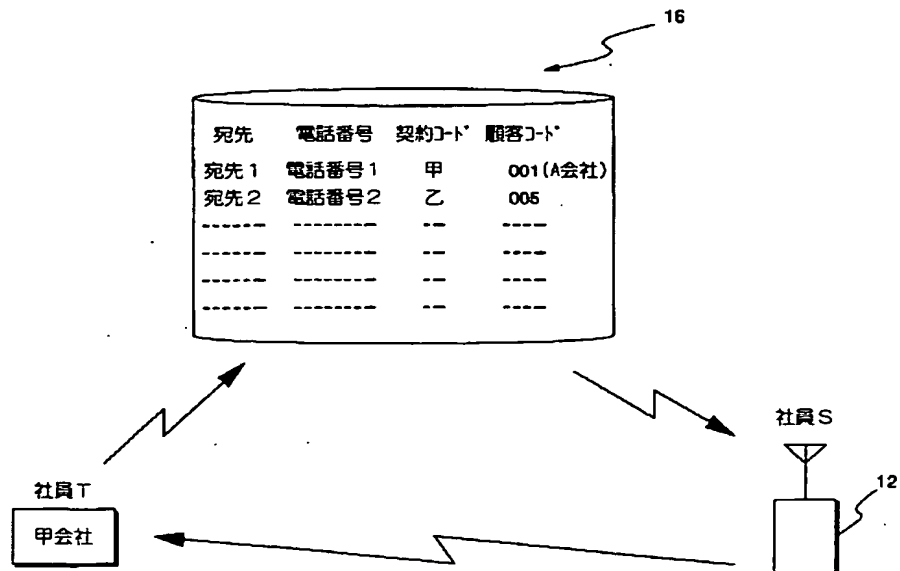 16
宛先 電話番号 契約ｺｰﾄﾞ 顧客ｺｰﾄﾞ
宛先1 電話番号1 甲 001(A会社)
宛先2 電話番号2 乙 005
------ -------- -- ----
------ -------- -- ----
------ -------- -- ----
------ -------- -- ----
社員S
12
社員T
甲会社